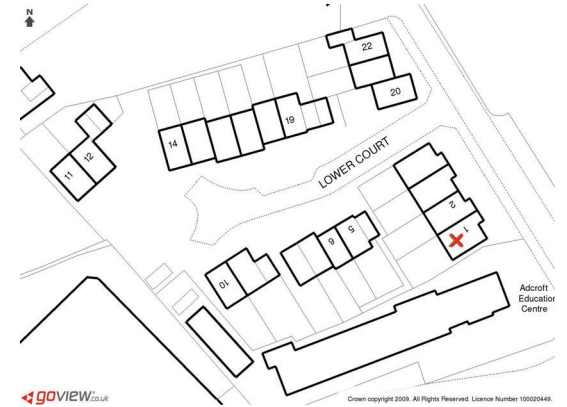 N
22
20
19
14
12
11
LOWER COURT
2
1
5
6
10
Adcroft
Education
Centre
goview.co.uk
Crown copyright 2009. All Rights Reserved. Licence Number 100020449.